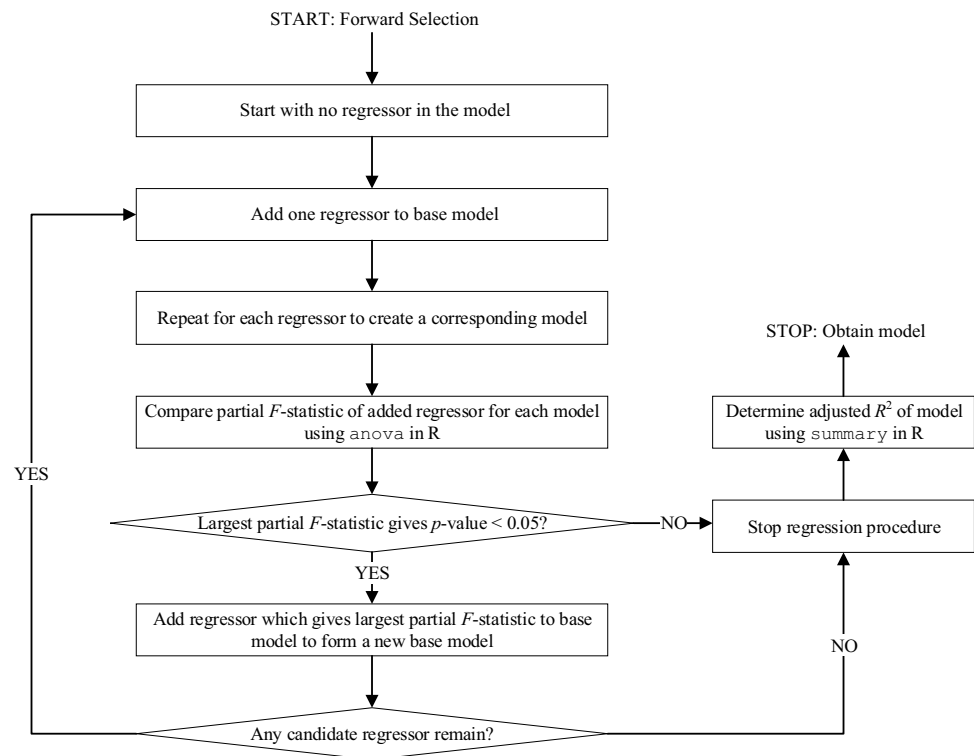 START: Forward Selection
Start with no regressor in the model
Add one regressor to base model
Repeat for each regressor to create a corresponding model
Compare partial F-statistic of added regressor for each model
using anova in R
Largest partial F-statistic gives p-value < 0.05?
NO
YES
Add regressor which gives largest partial F-statistic to base
model to form a new base model
Any candidate regressor remain?
YES
NO
Stop regression procedure
Determine adjusted R² of model
using summary in R
STOP: Obtain model